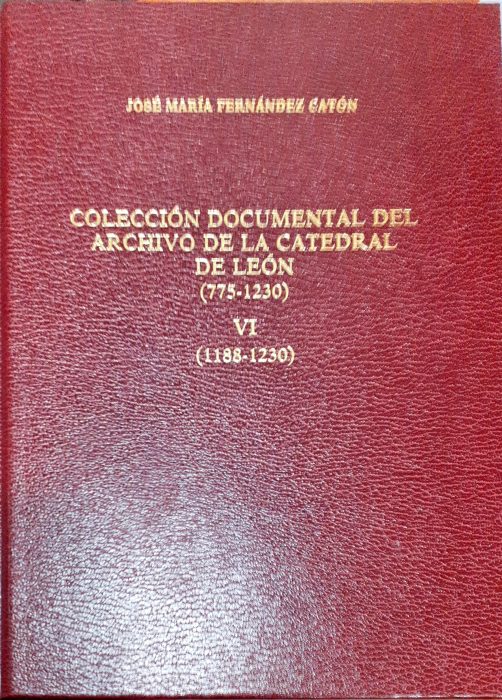 JOSÉ MARÍA FERNÁNDEZ CATÓN
COLECCIÓN DOCUMENTAL DEL
ARCHIVO DE LA CATEDRAL
DE LEÓN
(775-1230)
VI
(1188-1230)